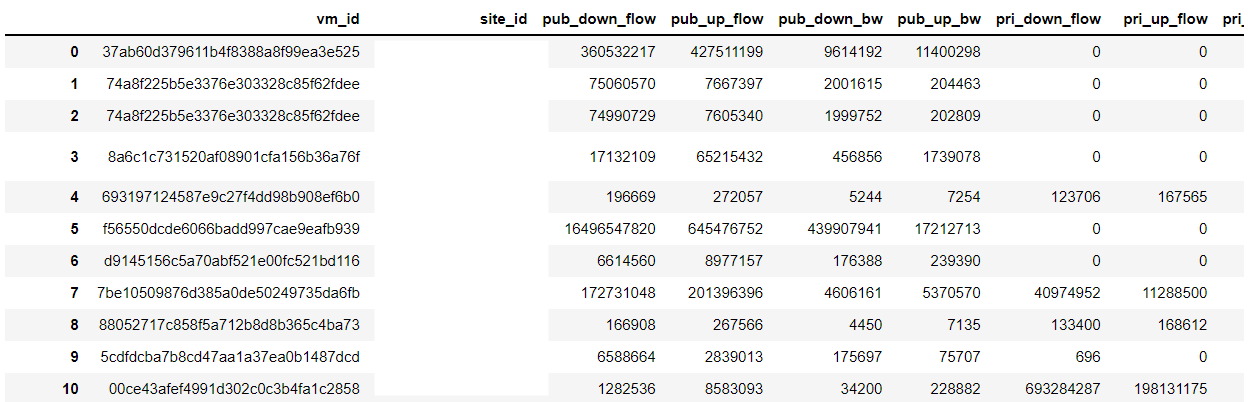 vm_id site_id pub_down_flow pub_up_flow pub_down_bw pub_up_bw pri_down_flow pri_up_flow pri_
0 37ab60d379611b4f8388a8f99ea3e525 360532217 427511199 9614192 11400298 0 0
1 74a8f225b5e3376e303328c85f62fdee 75060570 7667397 2001615 204463 0 0
2 74a8f225b5e3376e303328c85f62fdee 74990729 7605340 1999752 202809 0 0
3 8a6c1c731520af08901cfa156b36a76f 17132109 65215432 456856 1739078 0 0
4 693197124587e9c27f4dd98b908ef6b0 196669 272057 5244 7254 123706 167565
5 f56550dcde6066badd997cae9eafb939 16496547820 645476752 439907941 17212713 0 0
6 d9145156c5a70abf521e00fc521bd116 6614560 8977157 176388 239390 0 0
7 7be10509876d385a0de50249735da6fb 172731048 201396396 4606161 5370570 40974952 11288500
8 88052717c858f5a712b8d8b365c4ba73 166908 267566 4450 7135 133400 168612
9 5cdfdcba7b8cd47aa1a37ea0b1487dcd 6588664 2839013 175697 75707 696 0
10 00ce43afef4991d302c0c3b4fa1c2858 1282536 8583093 34200 228882 693284287 198131175